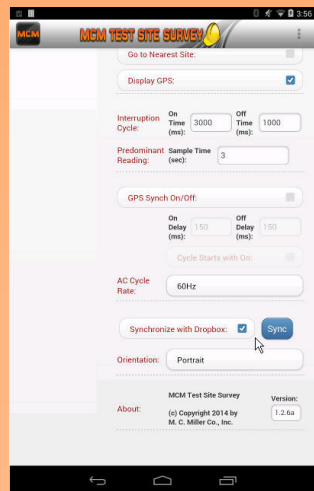 3:56
MCM
MCM TEST SITE SURVEY
Go to Nearest Site:
Display GPS:
Interruption Cycle:
On Time (ms):
3000
Off Time (ms):
1000
Predominant Reading:
Sample Time (sec):
3
GPS Synch On/Off:
On Delay (ms):
150
Off Delay (ms):
150
Cycle Starts with On:
AC Cycle Rate:
60Hz
Synchronize with Dropbox:
Sync
Orientation:
Portrait
About:
MCM Test Site Survey
(c) Copyright 2014 by
M. C. Miller Co., Inc.
Version:
1.2.6a